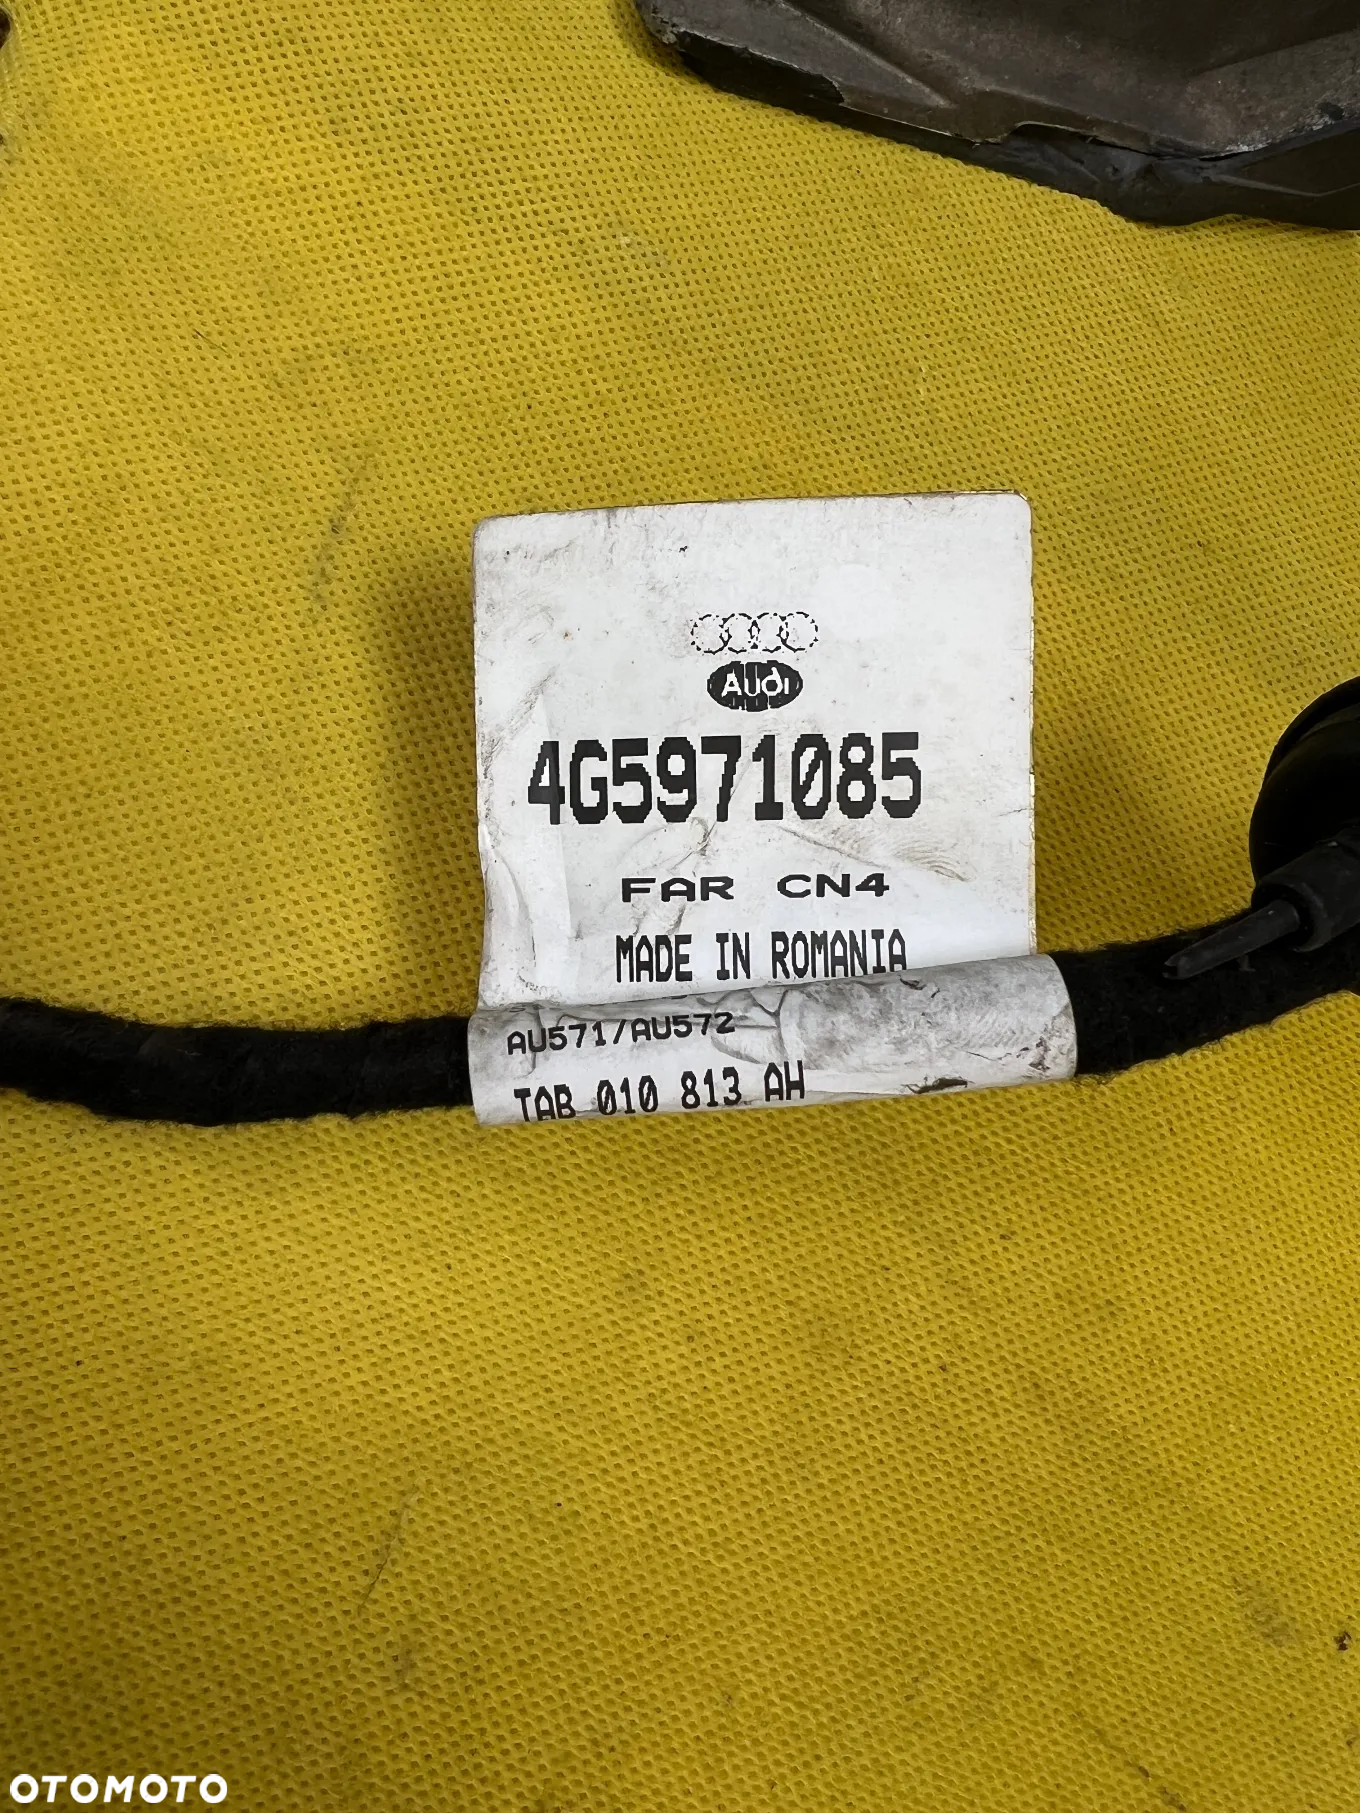 Audi
4G5971085
FAR CN4
MADE IN ROMANIA
AU571/AU572
TAB 010 813 AH
OTOMOTO